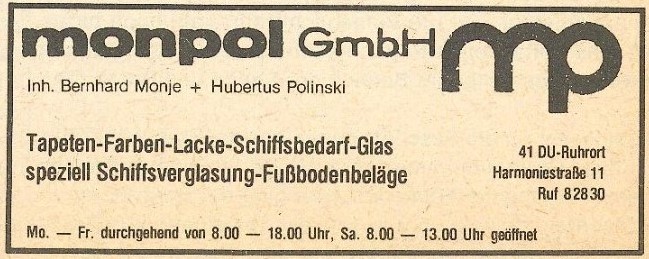 monpol GmbH mp
Inh. Bernhard Monje + Hubertus Polinski
Tapeten-Farben-Lacke-Schiffsbedarf-Glas
speziell Schiffsverglasung-Fußbodenbeläge
41 DU-Ruhrort
Harmoniestraße 11
Ruf 82830
Mo. — Fr. durchgehend von 8.00 — 18.00 Uhr, Sa. 8.00 — 13.00 Uhr geöffnet